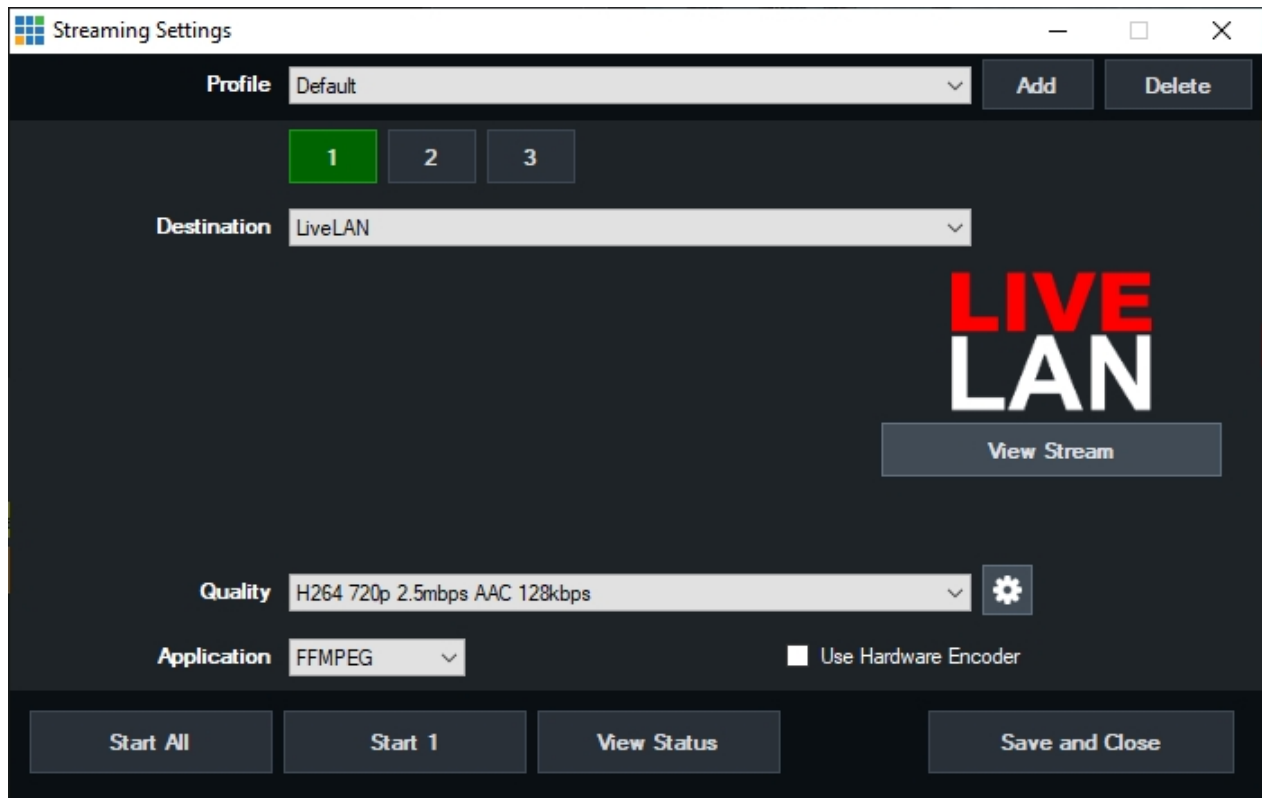 Streaming Settings
Profile Default Add Delete
1 2 3
Destination LiveLAN
LIVE
LAN
View Stream
Quality H264 720p 2.5mbps AAC 128kbps
Application FFMPEG Use Hardware Encoder
Start All Start 1 View Status Save and Close